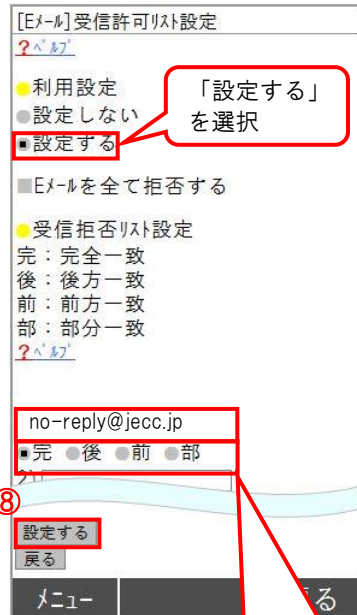 [Eﾒｰﾙ]受信許可ﾘｽﾄ設定
?ﾍﾙﾌﾟ
利用設定
設定しない
設定する
「設定する」
を選択
Eﾒｰﾙを全て拒否する
受信拒否ﾘｽﾄ設定
完：完全一致
後：後方一致
前：前方一致
部：部分一致
?ﾍﾙﾌﾟ
no-reply@jecc.jp
完 後 前 部
⑧
設定する
戻る
ﾒﾆｭｰ
る